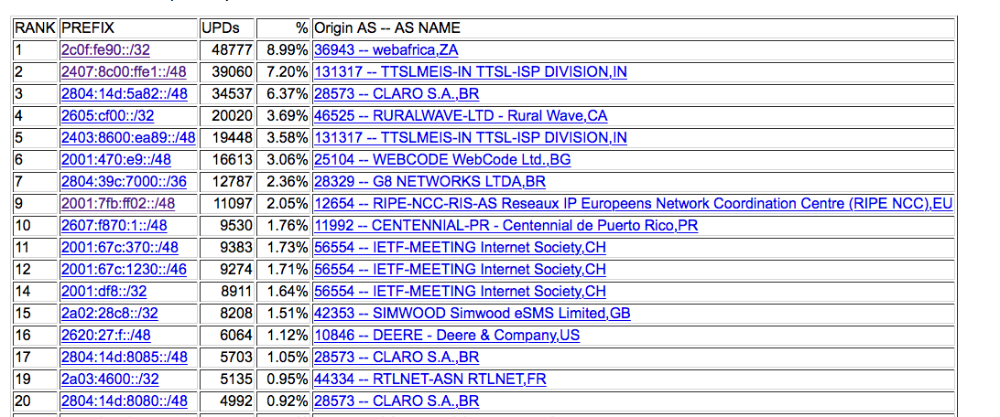 RANK PREFIX UPDs % Origin AS -- AS NAME
1 2c0f:fe90::/32 48777 8.99% 36943 -- webafrica,ZA
2 2407:8c00:ffe1::/48 39060 7.20% 131317 -- TTSLMEIS-IN TTSL-ISP DIVISION,IN
3 2804:14d:5a82::/48 34537 6.37% 28573 -- CLARO S.A.,BR
4 2605:cf00::/32 20020 3.69% 46525 -- RURALWAVE-LTD - Rural Wave,CA
5 2403:8600:ea89::/48 19448 3.58% 131317 -- TTSLMEIS-IN TTSL-ISP DIVISION,IN
6 2001:470:e9::/48 16613 3.06% 25104 -- WEBCODE WebCode Ltd.,BG
7 2804:39c:7000::/36 12787 2.36% 28329 -- G8 NETWORKS LTDA,BR
9 2001:7fb:ff02::/48 11097 2.05% 12654 -- RIPE-NCC-RIS-AS Reseaux IP Europeens Network Coordination Centre (RIPE NCC),EU
10 2607:f870:1::/48 9530 1.76% 11992 -- CENTENNIAL-PR - Centennial de Puerto Rico,PR
11 2001:67c:370::/48 9383 1.73% 56554 -- IETF-MEETING Internet Society,CH
12 2001:67c:1230::/46 9274 1.71% 56554 -- IETF-MEETING Internet Society,CH
14 2001:df8::/32 8911 1.64% 56554 -- IETF-MEETING Internet Society,CH
15 2a02:28c8::/32 8208 1.51% 42353 -- SIMWOOD Simwood eSMS Limited,GB
16 2620:27:f::/48 6064 1.12% 10846 -- DEERE - Deere & Company,US
17 2804:14d:8085::/48 5703 1.05% 28573 -- CLARO S.A.,BR
19 2a03:4600::/32 5135 0.95% 44334 -- RTLNET-ASN RTLNET,FR
20 2804:14d:8080::/48 4992 0.92% 28573 -- CLARO S.A.,BR